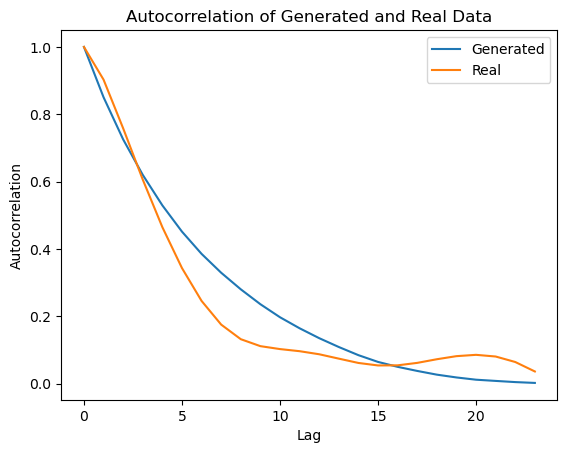 Autocorrelation of Generated and Real Data
Generated
Real
1.0
0.8
0.6
0.4
0.2
0.0
Autocorrelation
0 5 10 15 20
Lag